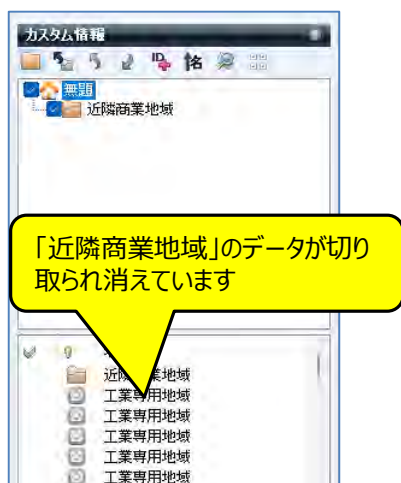 カスタム情報
無題
近隣商業地域
「近隣商業地域」のデータが切り
取られ消えています
近隣商業地域
工業専用地域
工業専用地域
工業専用地域
工業専用地域
工業専用地域